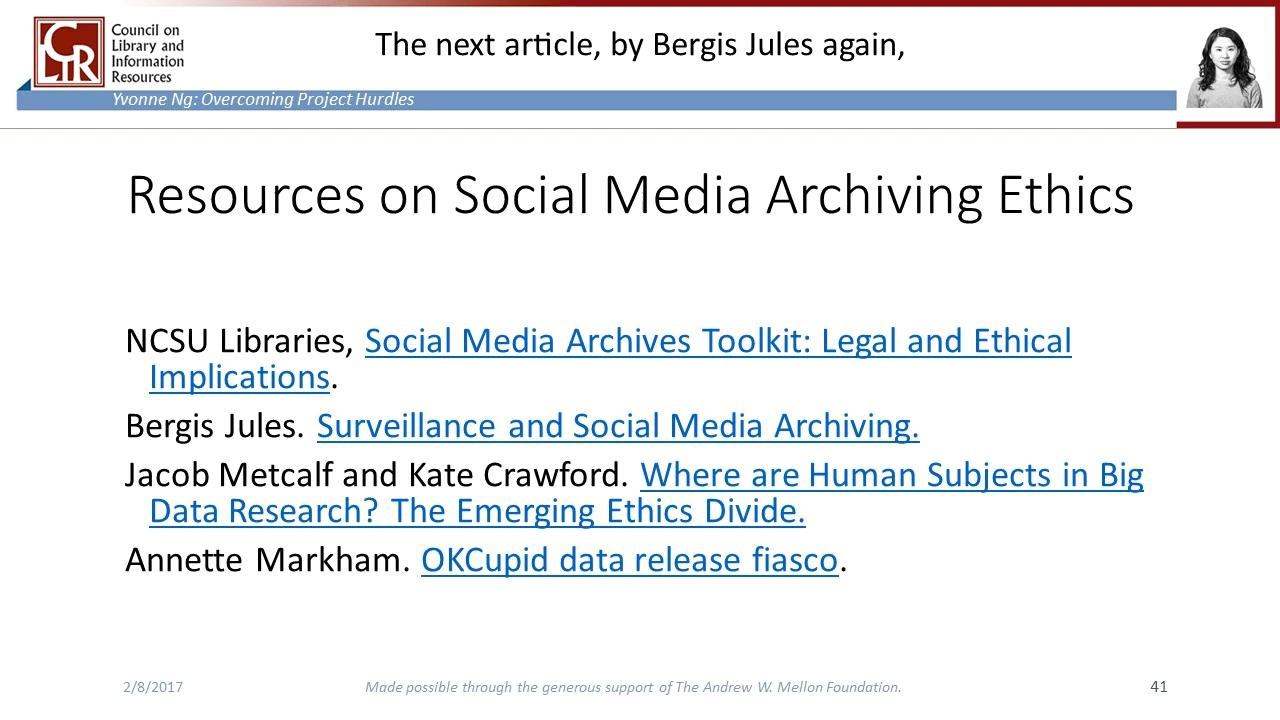 CLIR
Council on
Library and
Information
Resources
The next article, by Bergis Jules again,
Yvonne Ng: Overcoming Project Hurdles
Resources on Social Media Archiving Ethics
NCSU Libraries, Social Media Archives Toolkit: Legal and Ethical
Implications.
Bergis Jules. Surveillance and Social Media Archiving.
Jacob Metcalf and Kate Crawford. Where are Human Subjects in Big
Data Research? The Emerging Ethics Divide.
Annette Markham. OKCupid data release fiasco.
2/8/2017
Made possible through the generous support of The Andrew W. Mellon Foundation.
41